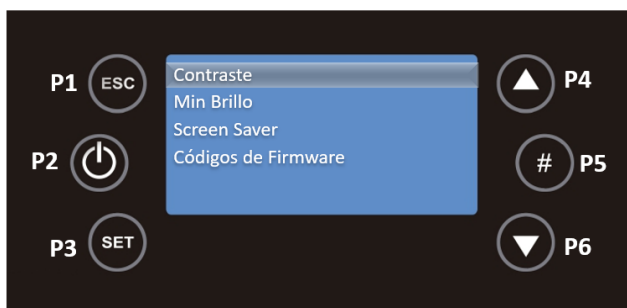 P1
ESC
Contraste
P4
Min Brillo
Screen Saver
P2
Códigos de Firmware
#
P5
P3
SET
P6